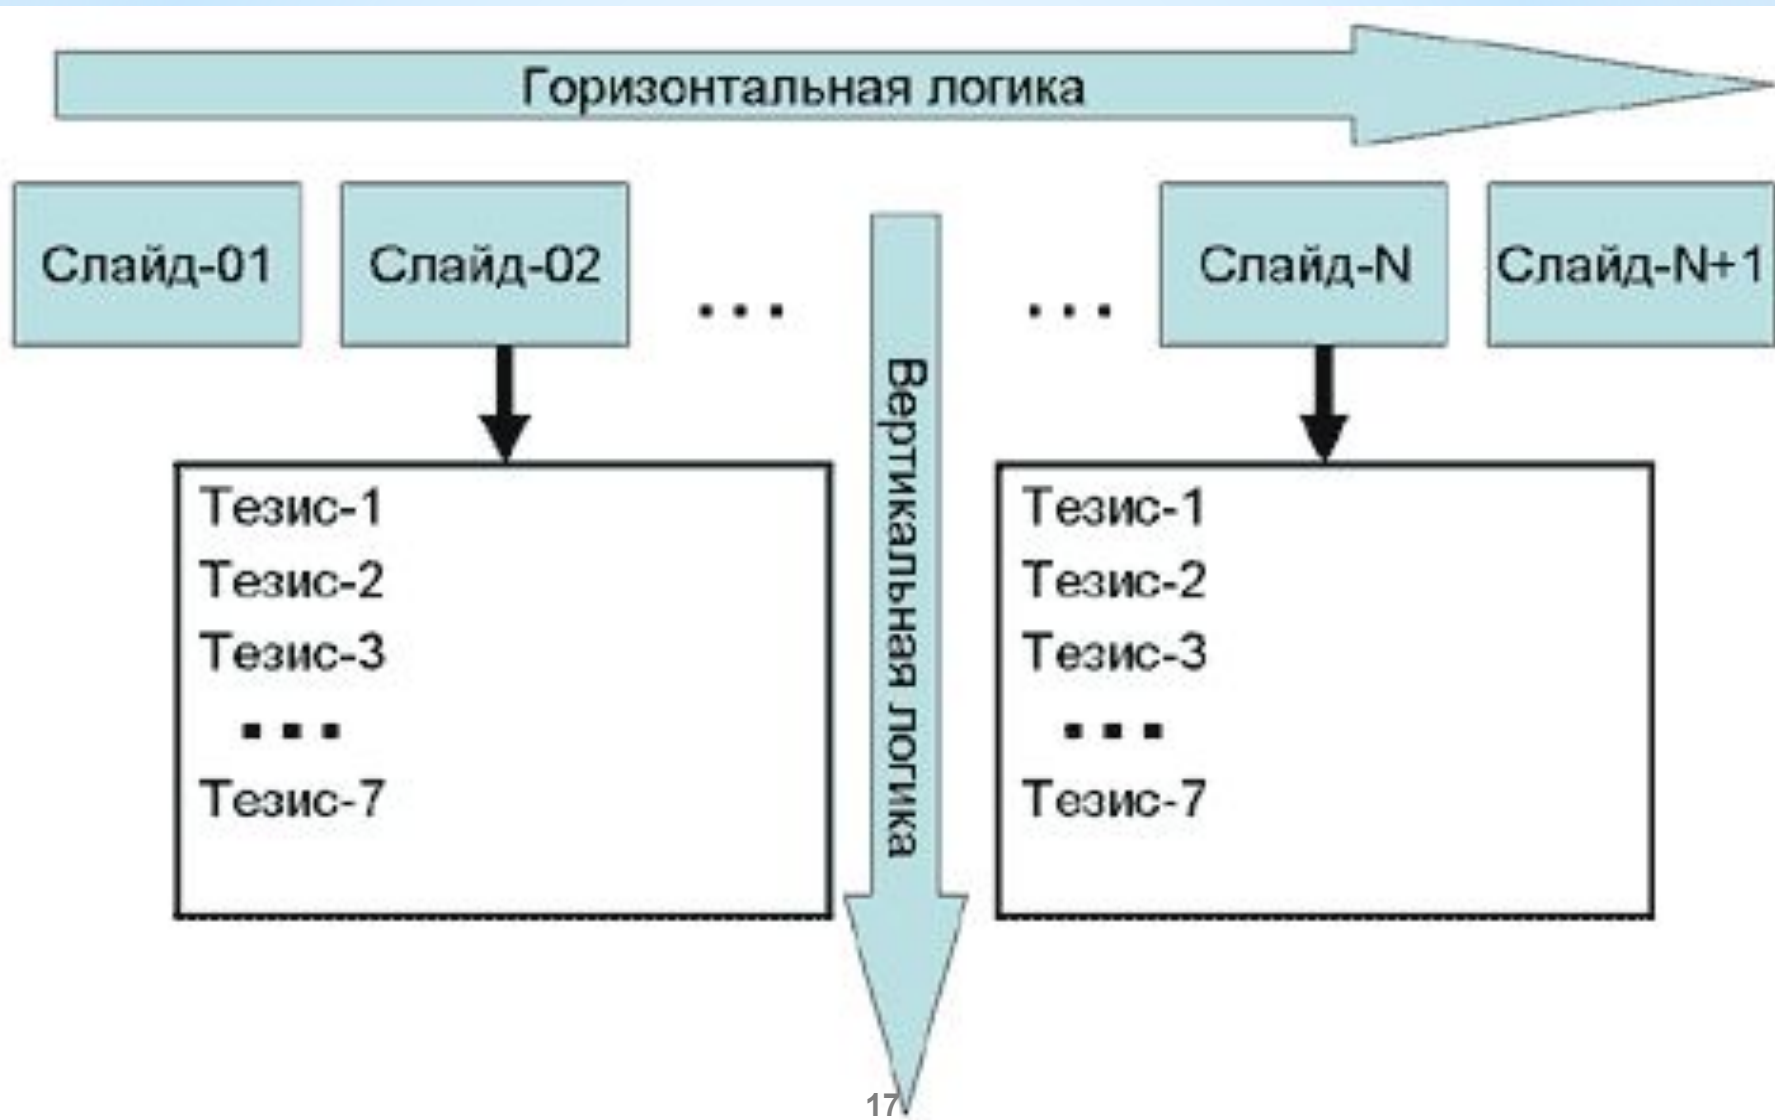 Горизонтальная логика
Слайд-01
Слайд-02
...
...
Слайд-N
Слайд-N+1
Тезис-1
Тезис-2
Тезис-3
...
Тезис-7
Вертикальная логика
Тезис-1
Тезис-2
Тезис-3
...
Тезис-7
17